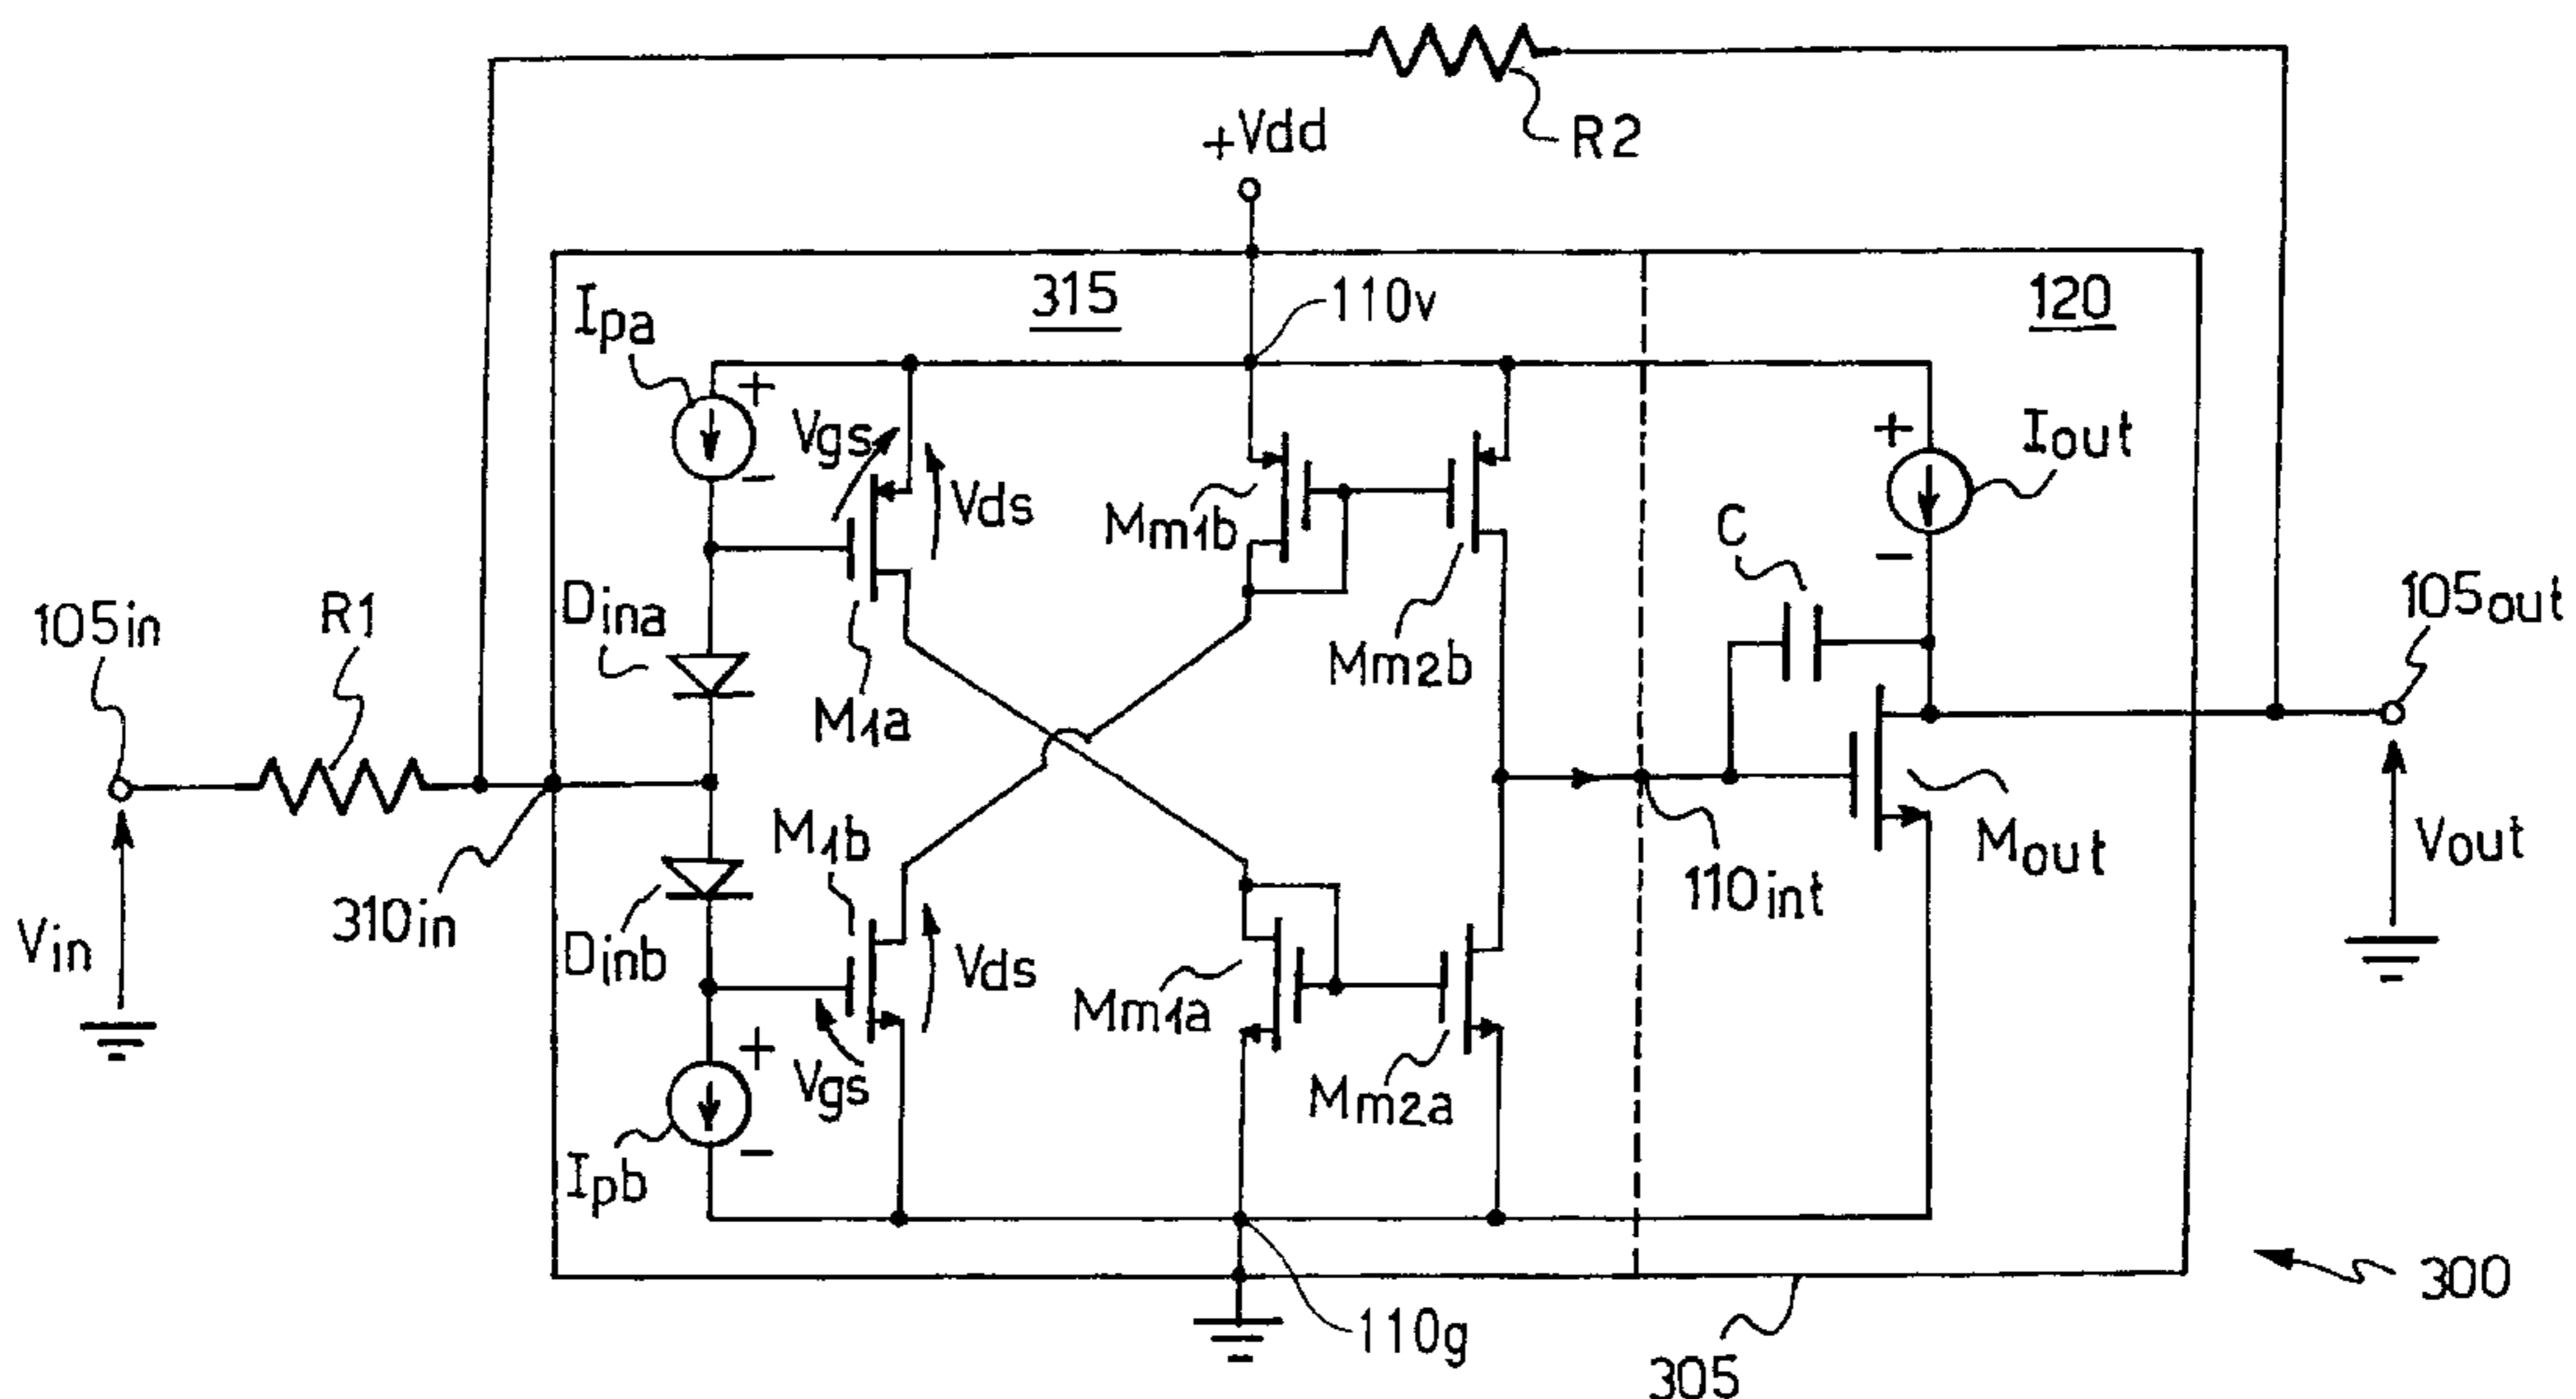 R2
+Vdd
315
110v
120
Ipa
+
-
Vgs
Vds
Mm1b
Mm2b
+
-
Iout
C
105in
R1
Dina
M1a
105out
Vin
310in
Dinb
M1b
Vds
Vgs
Mm1a
Mm2a
110int
Mout
Vout
Ipb
+
-
110g
305
300